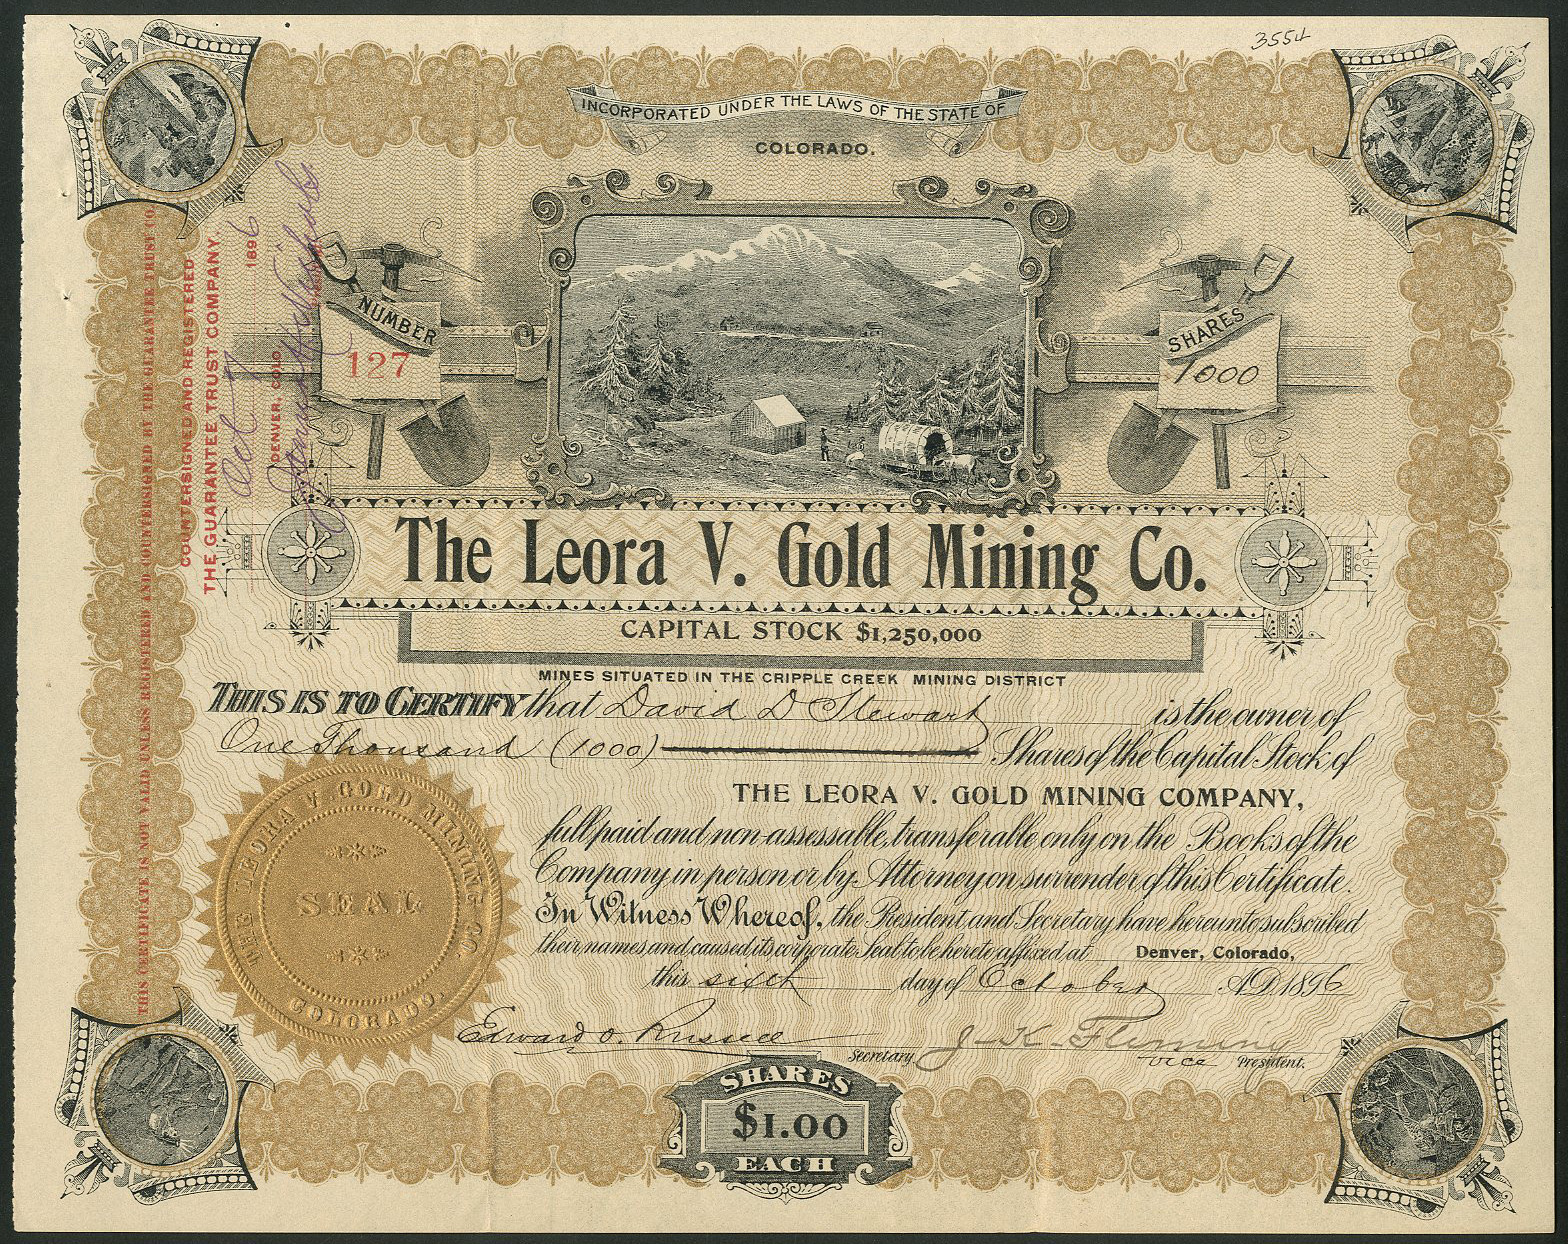 3554
INCORPORATED UNDER THE LAWS OF THE STATE OF
COLORADO.
NUMBER
127
SHARES
1000
The Leora V. Gold Mining Co.
CAPITAL STOCK $1,250,000
MINES SITUATED IN THE CRIPPLE CREEK MINING DISTRICT
THIS IS TO CERTIFY that David D Stewart is the owner of
One Thousand (1000) Shares of the Capital Stock of
THE LEORA V. GOLD MINING COMPANY,
full paid and non-assessable, transferable only on the Books of the
Company in person or by Attorney on surrender of this Certificate.
In Witness Whereof, the President and Secretary have hereunto subscribed
their names and caused its corporate Seal to be hereto affixed at Denver, Colorado,
this sixth day of October A.D. 1896
Edward O. Russell Secretary
J-K-Fleming vice President.
SHARES
$1.00
EACH
THE LEORA V. GOLD MINING CO.
SEAL
COLORADO.
THIS CERTIFICATE IS NOT VALID UNLESS REGISTERED AND COUNTERSIGNED BY THE GUARANTEE TRUST CO.
COUNTERSIGNED AND REGISTERED
THE GUARANTEE TRUST COMPANY,
Oct 7 1896
DENVER, COLO.